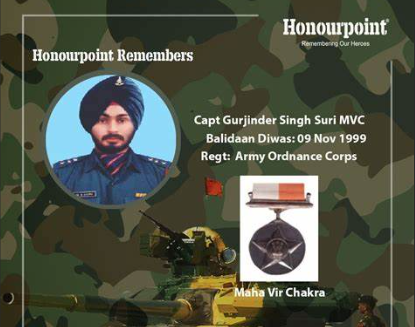 Honourpoint
Remembering Our Heroes
Honourpoint Remembers
Capt Gurjinder Singh Suri MVC
Balidaan Diwas: 09 Nov 1999
Regt: Army Ordnance Corps
Maha Vir Chakra